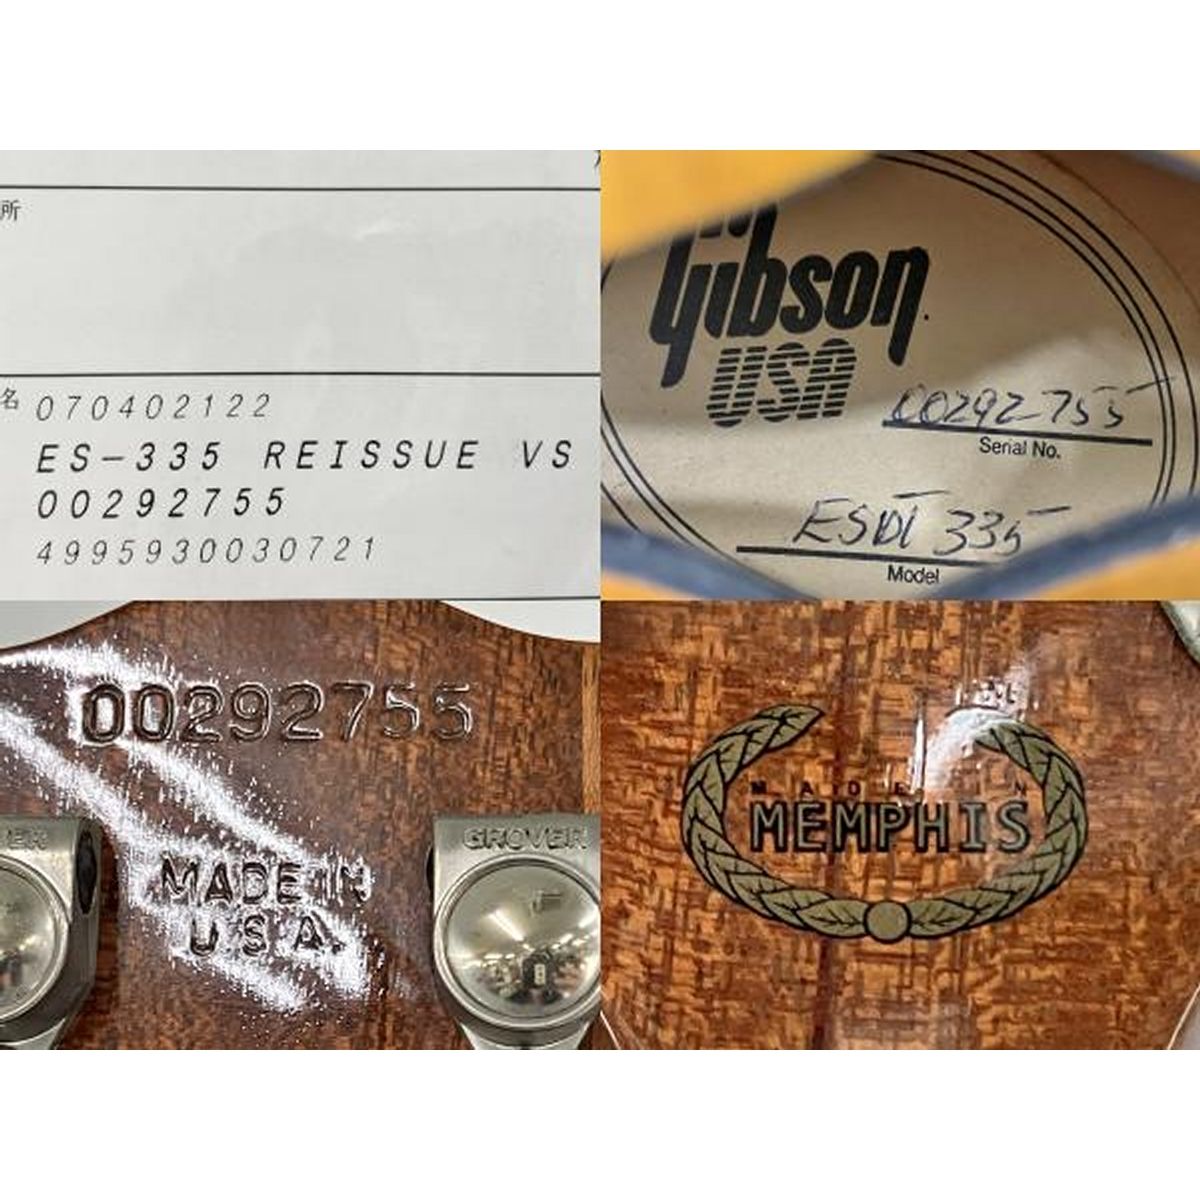 所
名 070402122
ES-335 REISSUE VS
00292755
4995930030721
Gibson
USA
00292755
Serial No.
ESDT 335
Model
00292755
GROVER
MADE IN
U.S.A.
MADE IN
MEMPHIS